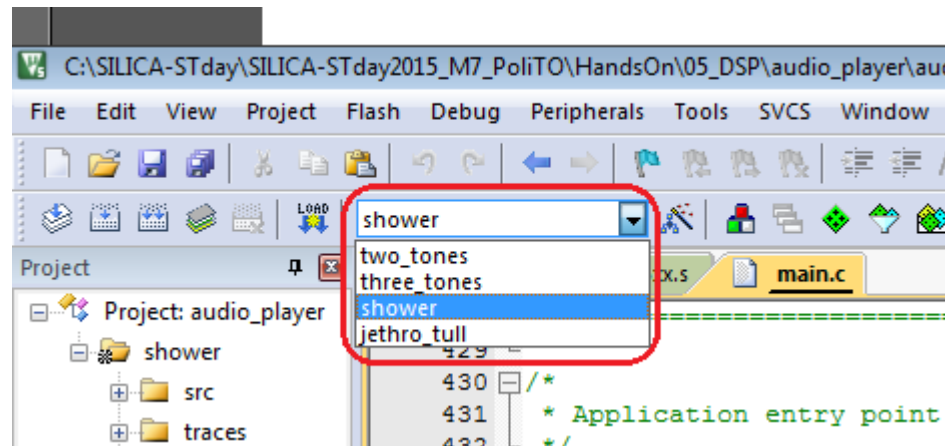 C:\SILICA-STday\SILICA-STday2015_M7_PoliTO\HandsOn\05_DSP\audio_player\au
File Edit View Project Flash Debug Peripherals Tools SVCS Window
LOAD
shower
two_tones
three_tones
shower
jethro_tull
Project
x.s main.c
Project: audio_player
shower
src
traces
429
430 /*
431 * Application entry point
432 */